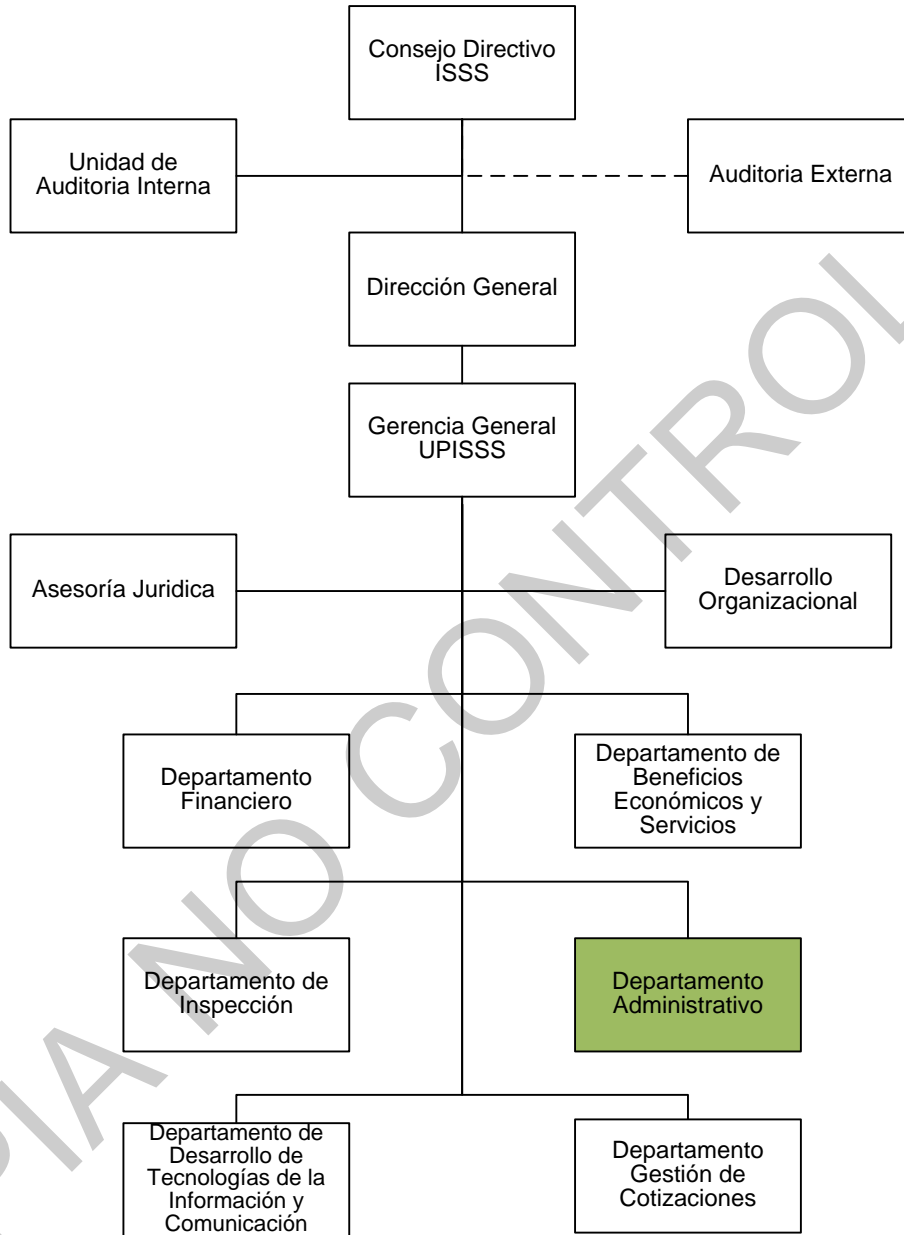 Consejo Directivo
ISSS
Unidad de
Auditoria Interna
Auditoria Externa
Dirección General
Gerencia General
UPISSS
Asesoría Juridica
Desarrollo
Organizacional
Departamento
Financiero
Departamento de
Beneficios
Económicos y
Servicios
Departamento de
Inspección
Departamento
Administrativo
Departamento de
Desarrollo de
Tecnologías de la
Información y
Comunicación
Departamento
Gestión de
Cotizaciones
PIA NO CONTROL